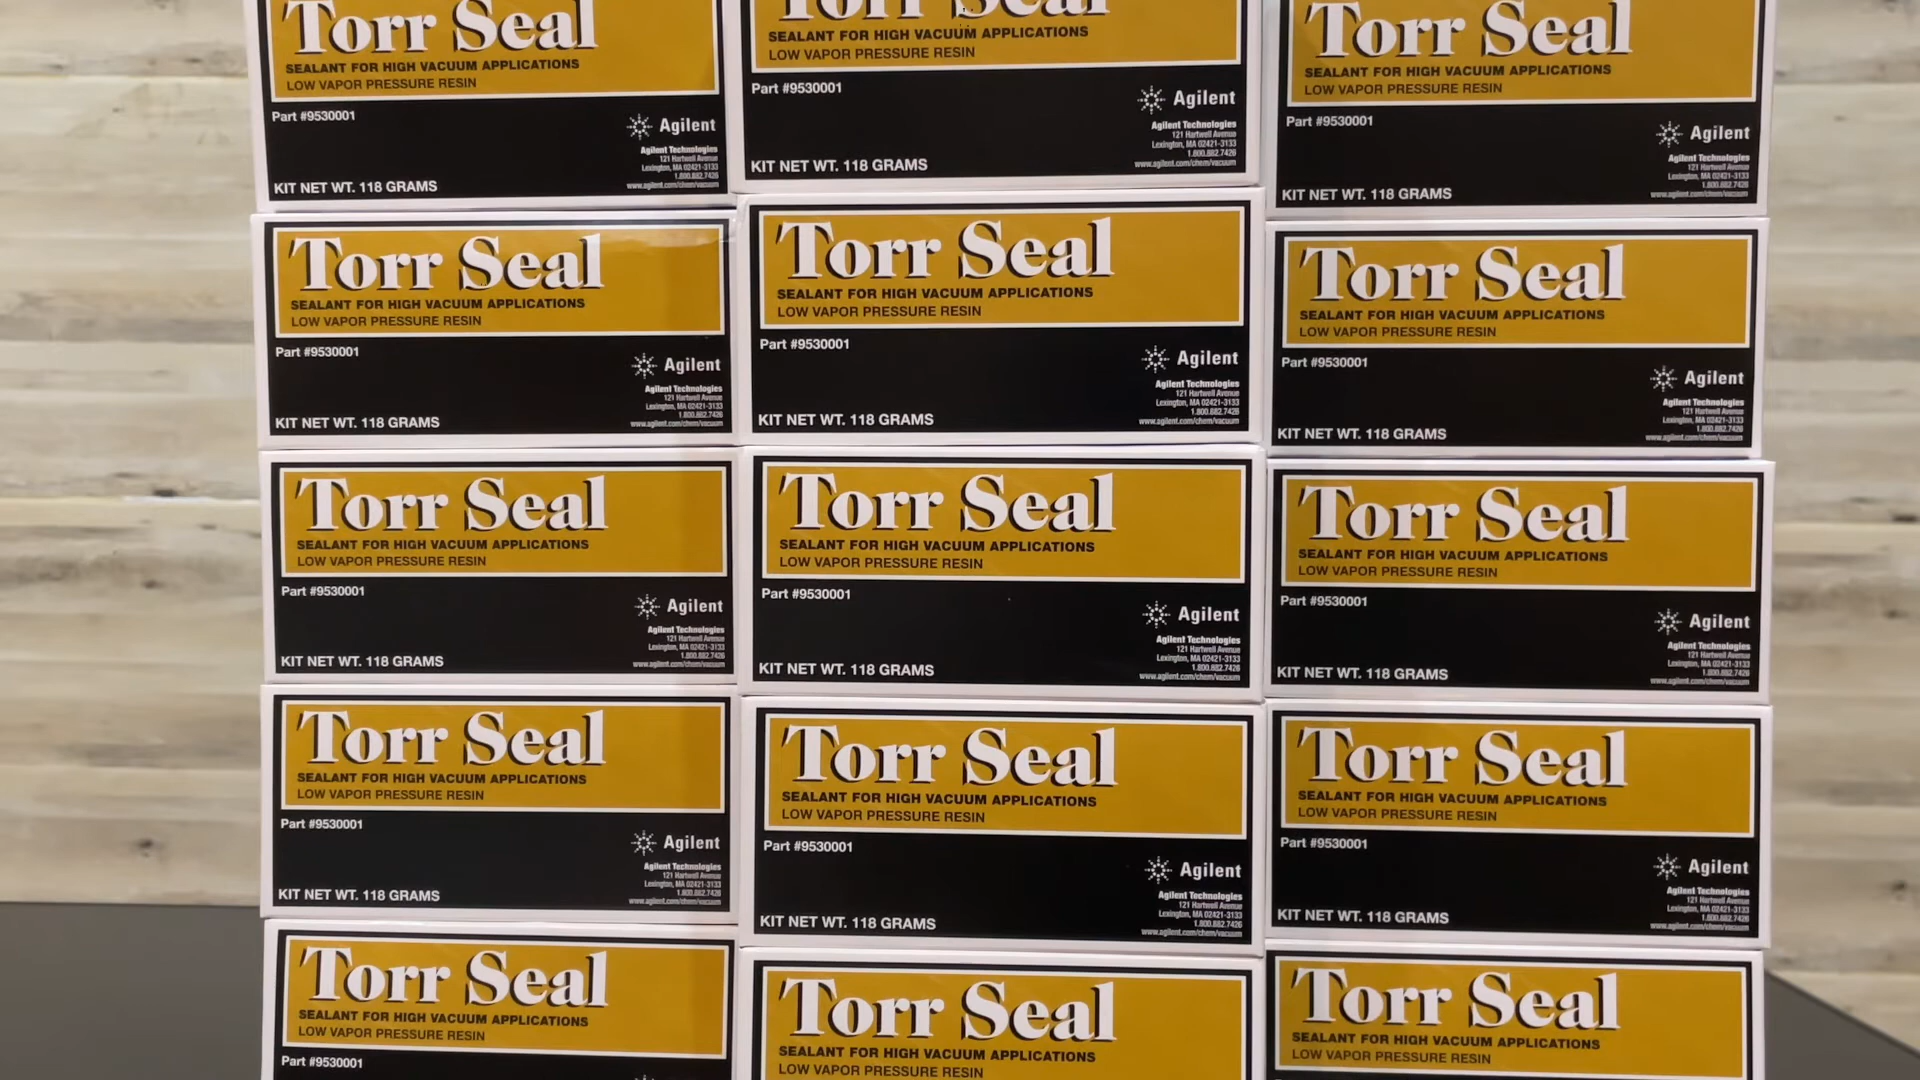 Torr Seal
SEALANT FOR HIGH VACUUM APPLICATIONS
LOW VAPOR PRESSURE RESIN
Part #9530001
Agilent
Agilent Technologies
121 Hartwell Avenue
Lexington, MA 02421-3133
1.800.882.7426
www.agilent.com/chem/vacuum
KIT NET WT. 118 GRAMS
Torr Seal
SEALANT FOR HIGH VACUUM APPLICATIONS
LOW VAPOR PRESSURE RESIN
Part #9530001
Agilent
Agilent Technologies
121 Hartwell Avenue
Lexington, MA 02421-3133
1.800.882.7426
www.agilent.com/chem/vacuum
KIT NET WT. 118 GRAMS
Torr Seal
SEALANT FOR HIGH VACUUM APPLICATIONS
LOW VAPOR PRESSURE RESIN
Part #9530001
Agilent
Agilent Technologies
121 Hartwell Avenue
Lexington, MA 02421-3133
1.800.882.7426
www.agilent.com/chem/vacuum
KIT NET WT. 118 GRAMS
Torr Seal
SEALANT FOR HIGH VACUUM APPLICATIONS
LOW VAPOR PRESSURE RESIN
Part #9530001
Agilent
Agilent Technologies
121 Hartwell Avenue
Lexington, MA 02421-3133
1.800.882.7426
www.agilent.com/chem/vacuum
KIT NET WT. 118 GRAMS
Torr Seal
SEALANT FOR HIGH VACUUM APPLICATIONS
LOW VAPOR PRESSURE RESIN
Part #9530001
Agilent
Agilent Technologies
121 Hartwell Avenue
Lexington, MA 02421-3133
1.800.882.7426
www.agilent.com/chem/vacuum
KIT NET WT. 118 GRAMS
Torr Seal
SEALANT FOR HIGH VACUUM APPLICATIONS
LOW VAPOR PRESSURE RESIN
Part #9530001
Agilent
Agilent Technologies
121 Hartwell Avenue
Lexington, MA 02421-3133
1.800.882.7426
www.agilent.com/chem/vacuum
KIT NET WT. 118 GRAMS
Torr Seal
SEALANT FOR HIGH VACUUM APPLICATIONS
LOW VAPOR PRESSURE RESIN
Part #9530001
Agilent
Agilent Technologies
121 Hartwell Avenue
Lexington, MA 02421-3133
1.800.882.7426
www.agilent.com/chem/vacuum
KIT NET WT. 118 GRAMS
Torr Seal
SEALANT FOR HIGH VACUUM APPLICATIONS
LOW VAPOR PRESSURE RESIN
Part #9530001
Agilent
Agilent Technologies
121 Hartwell Avenue
Lexington, MA 02421-3133
1.800.882.7426
www.agilent.com/chem/vacuum
KIT NET WT. 118 GRAMS
Torr Seal
SEALANT FOR HIGH VACUUM APPLICATIONS
LOW VAPOR PRESSURE RESIN
Part #9530001
Agilent
Agilent Technologies
121 Hartwell Avenue
Lexington, MA 02421-3133
1.800.882.7426
www.agilent.com/chem/vacuum
KIT NET WT. 118 GRAMS
Torr Seal
SEALANT FOR HIGH VACUUM APPLICATIONS
LOW VAPOR PRESSURE RESIN
Part #9530001
Agilent
Agilent Technologies
121 Hartwell Avenue
Lexington, MA 02421-3133
1.800.882.7426
www.agilent.com/chem/vacuum
KIT NET WT. 118 GRAMS
Torr Seal
SEALANT FOR HIGH VACUUM APPLICATIONS
LOW VAPOR PRESSURE RESIN
Part #9530001
Agilent
Agilent Technologies
121 Hartwell Avenue
Lexington, MA 02421-3133
1.800.882.7426
www.agilent.com/chem/vacuum
KIT NET WT. 118 GRAMS
Torr Seal
SEALANT FOR HIGH VACUUM APPLICATIONS
LOW VAPOR PRESSURE RESIN
Part #9530001
Agilent
Agilent Technologies
121 Hartwell Avenue
Lexington, MA 02421-3133
1.800.882.7426
www.agilent.com/chem/vacuum
KIT NET WT. 118 GRAMS
Torr Seal
SEALANT FOR HIGH VACUUM APPLICATIONS
LOW VAPOR PRESSURE RESIN
Part #9530001
Torr Seal
SEALANT FOR HIGH VACUUM APPLICATIONS
LOW VAPOR PRESSURE RESIN
Torr Seal
SEALANT FOR HIGH VACUUM APPLICATIONS
LOW VAPOR PRESSURE RESIN